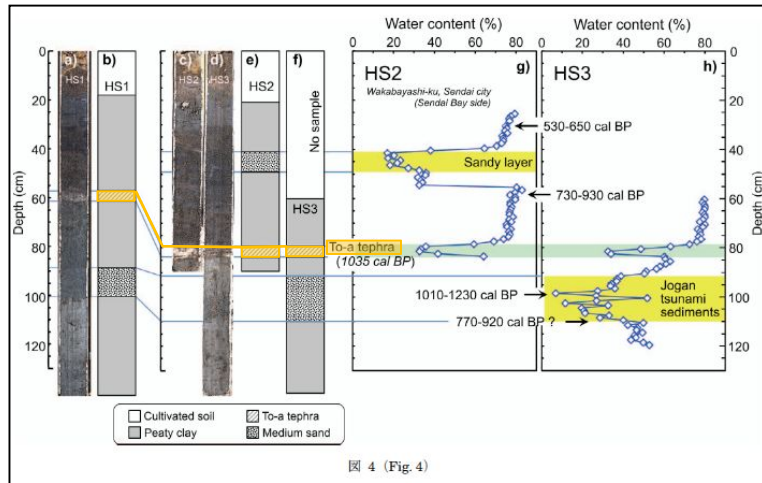 Water content (%)
Water content (%)
0 20 40 60 80 100
0 20 40 60 80
a) b) c) d) e) f) g) h)
HS1 HS1 HS2 HS3 HS2 No sample HS3
HS2
HS3
Wakabayashi-ku, Sendai city
(Sendai Bay side)
Depth (cm)
0
20
40
60
80
100
120
Depth (cm)
0
20
40
60
80
100
120
530-650 cal BP
Sandy layer
730-930 cal BP
To-a tephra
(1035 cal BP)
1010-1230 cal BP
Jogan
tsunami
sediments
770-920 cal BP ?
Cultivated soil To-a tephra
Peaty clay Medium sand
図 4 (Fig. 4)